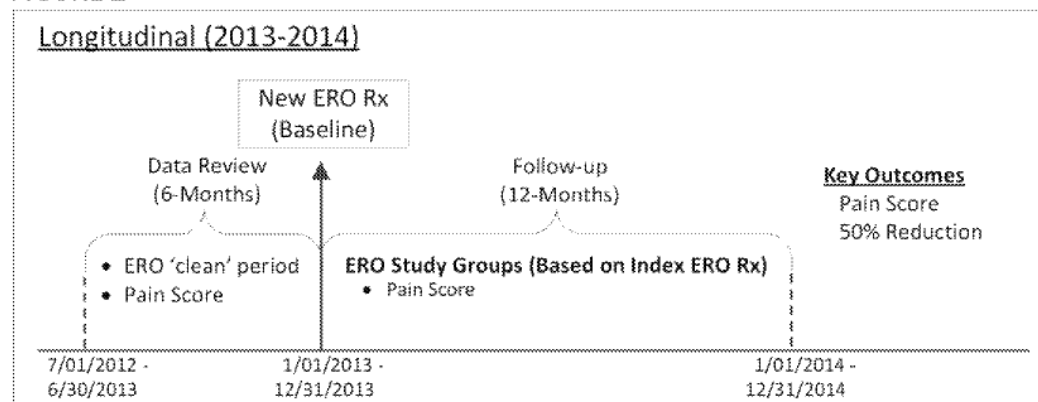 Longitudinal (2013-2014)
New ERO Rx
(Baseline)
Data Review
(6-Months)
Follow-up
(12-Months)
Key Outcomes
Pain Score
50% Reduction
• ERO ‘clean’ period
• Pain Score
ERO Study Groups (Based on Index ERO Rx)
• Pain Score
7/01/2012 -
6/30/2013
1/01/2013 -
12/31/2013
1/01/2014 -
12/31/2014